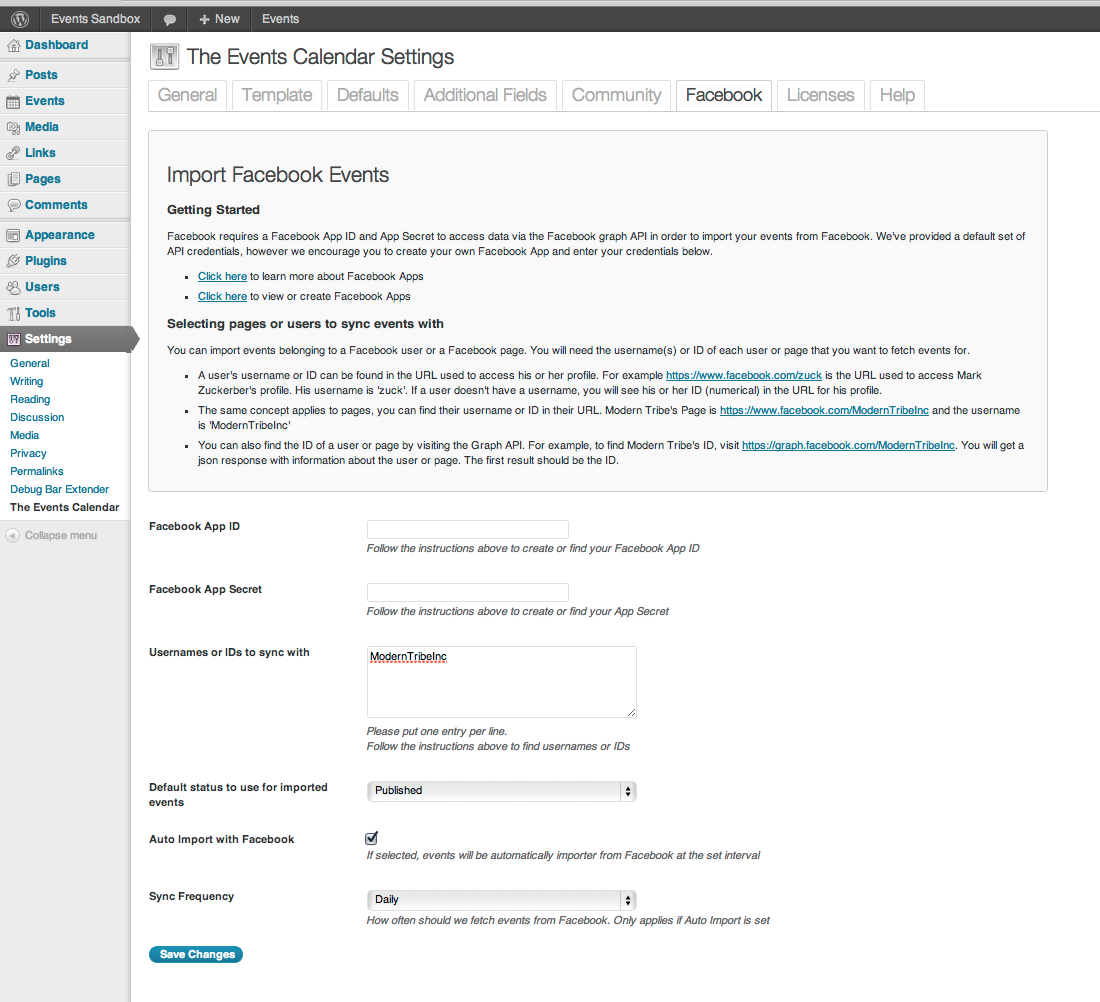 Events Sandbox
+ New
Events
Dashboard
Posts
Events
Media
Links
Pages
Comments
Appearance
Plugins
Users
Tools
Settings
General
Writing
Reading
Discussion
Media
Privacy
Permalinks
Debug Bar Extender
The Events Calendar
Collapse menu
The Events Calendar Settings
General
Template
Defaults
Additional Fields
Community
Facebook
Licenses
Help
Import Facebook Events
Getting Started
Facebook requires a Facebook App ID and App Secret to access data via the Facebook graph API in order to import your events from Facebook. We've provided a default set of
API credentials, however we encourage you to create your own Facebook App and enter your credentials below.
Click here to learn more about Facebook Apps
Click here to view or create Facebook Apps
Selecting pages or users to sync events with
You can import events belonging to a Facebook user or a Facebook page. You will need the username(s) or ID of each user or page that you want to fetch events for.
A user's username or ID can be found in the URL used to access his or her profile. For example https://www.facebook.com/zuck is the URL used to access Mark
Zuckerber's profile. His username is 'zuck'. If a user doesn't have a username, you will see his or her ID (numerical) in the URL for his profile.
The same concept applies to pages, you can find their username or ID in their URL. Modern Tribe's Page is https://www.facebook.com/ModernTribeInc and the username
is 'ModernTribeInc'
You can also find the ID of a user or page by visiting the Graph API. For example, to find Modern Tribe's ID, visit https://graph.facebook.com/ModernTribeInc. You will get a
json response with information about the user or page. The first result should be the ID.
Facebook App ID
Follow the instructions above to create or find your Facebook App ID
Facebook App Secret
Follow the instructions above to create or find your App Secret
Usernames or IDs to sync with
ModernTribeInc
Please put one entry per line.
Follow the instructions above to find usernames or IDs
Default status to use for imported
events
Published
Auto Import with Facebook
If selected, events will be automatically importer from Facebook at the set interval
Sync Frequency
Daily
How often should we fetch events from Facebook. Only applies if Auto Import is set
Save Changes